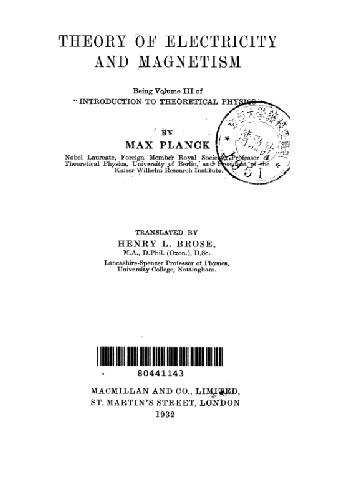 THEORY OF ELECTRICITY
AND MAGNETISM
Being Volume III of
"INTRODUCTION TO THEORETICAL PHYSICS"
BY
MAX PLANCK
Nobel Laureate, Foreign Member Royal Society, Professor of
Theoretical Physics, University of Berlin, and President of the
Kaiser Wilhelm Research Institute.
TRANSLATED BY
HENRY L. BROSE,
M.A., D.Phil. (Oxon.), D.Sc.
Lancashire-Spencer Professor of Physics,
University College, Nottingham.
80441143
MACMILLAN AND CO., LIMITED,
ST. MARTIN'S STREET, LONDON
1932